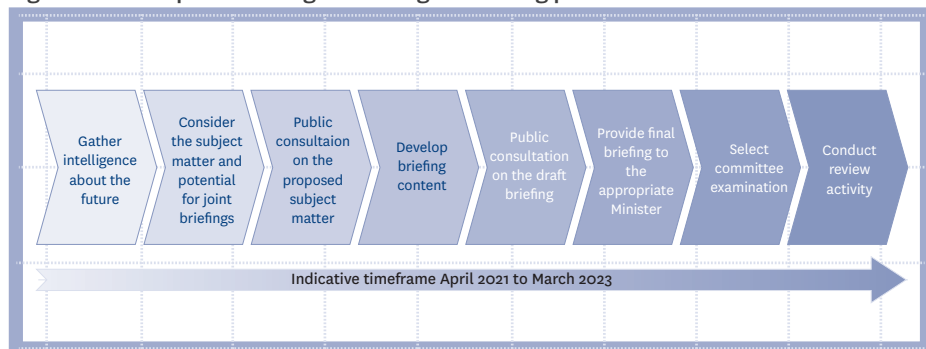 Gather
intelligence
about the
future
Consider
the subject
matter and
potential
for joint
briefings
Public
consultaion
on the
proposed
subject
matter
Develop
briefing
content
Public
consultation
on the draft
briefing
Provide final
briefing to
the
appropriate
Minister
Select
committee
examination
Conduct
review
activity
Indicative timeframe April 2021 to March 2023